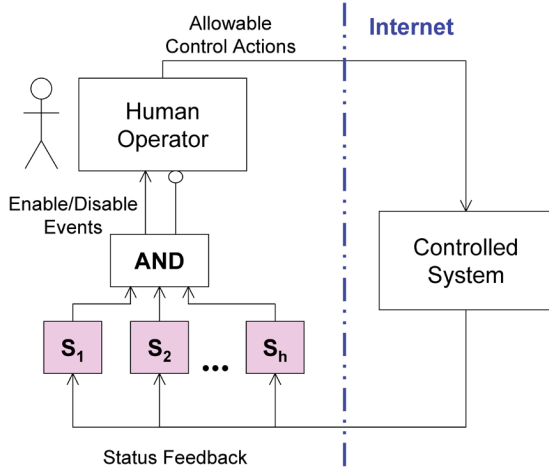 Allowable
Control Actions
Internet
Human
Operator
Enable/Disable
Events
AND
Controlled
System
S1
S2
...
Sh
Status Feedback